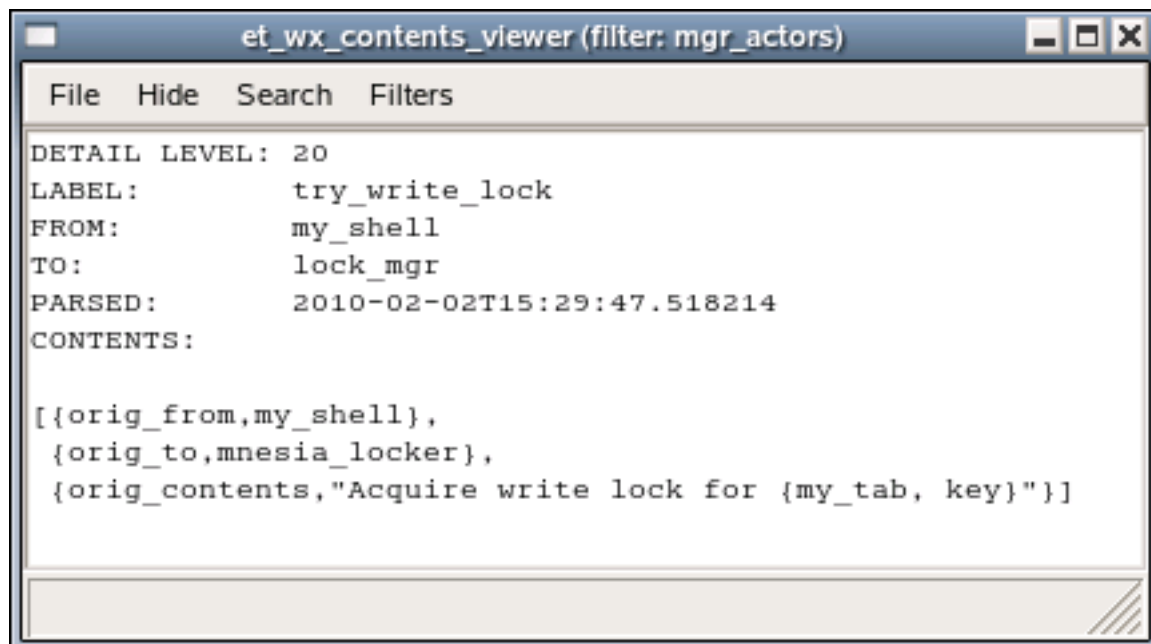 et_wx_contents_viewer (filter: mgr_actors)
File Hide Search Filters
DETAIL LEVEL: 20
LABEL: try_write_lock
FROM: my_shell
TO: lock_mgr
PARSED: 2010-02-02T15:29:47.518214
CONTENTS:
[{orig_from,my_shell},
{orig_to,mnesia_locker},
{orig_contents,"Acquire write lock for {my_tab, key}"}]